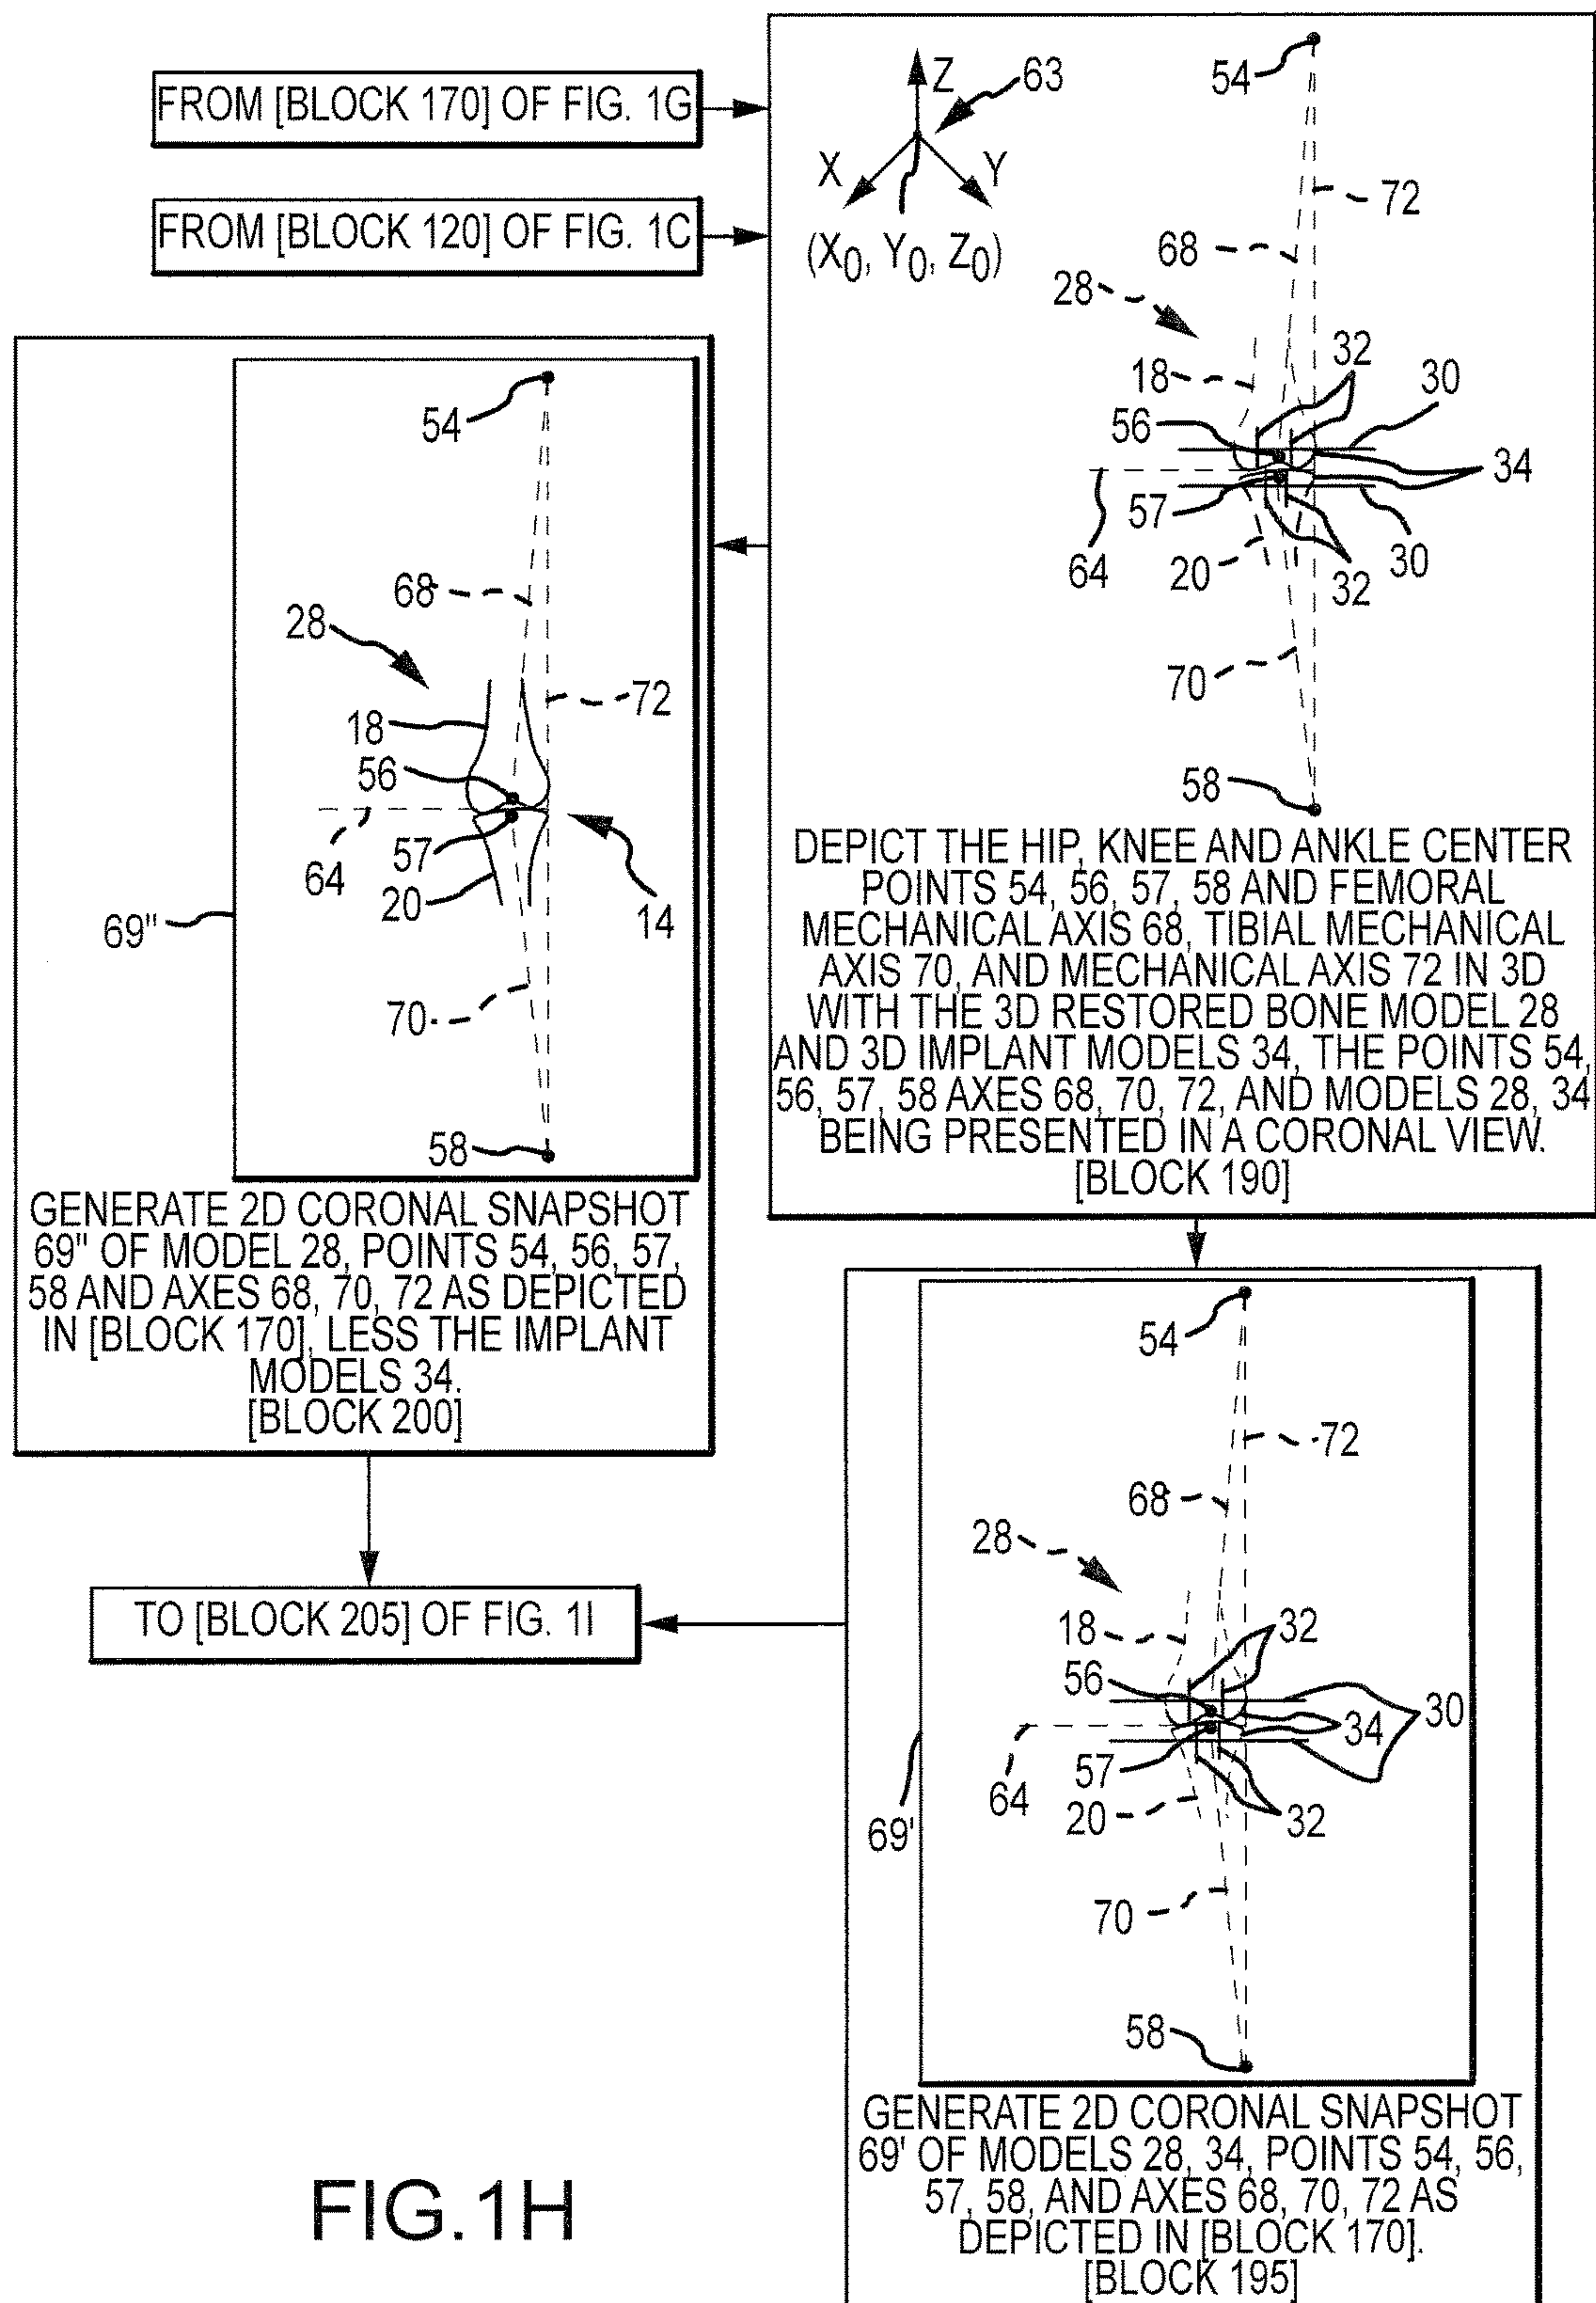 FROM [BLOCK 170] OF FIG. 1G
FROM [BLOCK 120] OF FIG. 1C
Z
63
X
Y
(X0, Y0, Z0)
54
72
68
28
18
32
30
56
34
57
64
20
32
30
70
58
DEPICT THE HIP, KNEE AND ANKLE CENTER
POINTS 54, 56, 57, 58 AND FEMORAL
MECHANICAL AXIS 68, TIBIAL MECHANICAL
AXIS 70, AND MECHANICAL AXIS 72 IN 3D
WITH THE 3D RESTORED BONE MODEL 28
AND 3D IMPLANT MODELS 34, THE POINTS 54,
56, 57, 58 AXES 68, 70, 72, AND MODELS 28, 34
BEING PRESENTED IN A CORONAL VIEW.
[BLOCK 190]
54
68
28
72
18
56
57
64
20
14
69"
70
58
GENERATE 2D CORONAL SNAPSHOT
69" OF MODEL 28, POINTS 54, 56, 57,
58 AND AXES 68, 70, 72 AS DEPICTED
IN [BLOCK 170], LESS THE IMPLANT
MODELS 34.
[BLOCK 200]
TO [BLOCK 205] OF FIG. 1I
54
72
68
28
18
32
56
30
34
57
64
20
32
69'
70
58
GENERATE 2D CORONAL SNAPSHOT
69' OF MODELS 28, 34, POINTS 54, 56,
57, 58, AND AXES 68, 70, 72 AS
DEPICTED IN [BLOCK 170].
[BLOCK 195]
FIG.1H